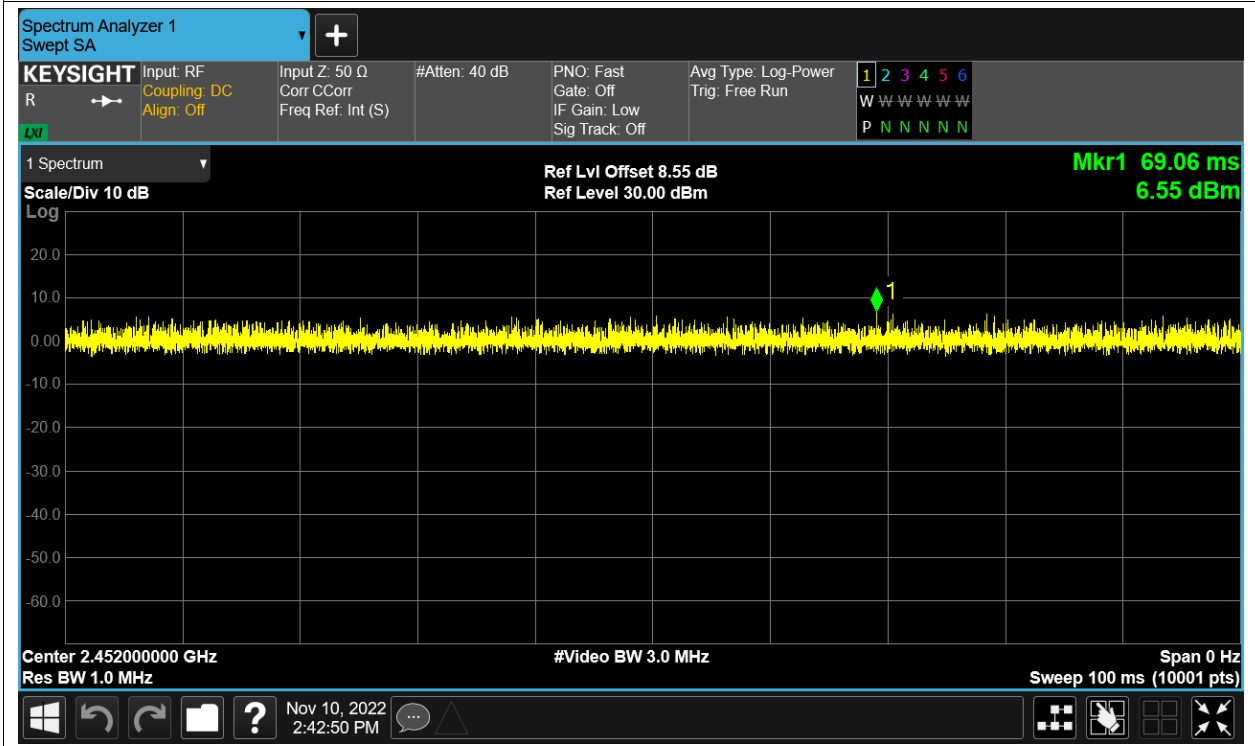 Spectrum Analyzer 1
Swept SA
KEYSIGHT
R
LXI
Input: RF
Coupling: DC
Align: Off
Input Z: 50 Ω
Corr CCorr
Freq Ref: Int (S)
#Atten: 40 dB
PNO: Fast
Gate: Off
IF Gain: Low
Sig Track: Off
Avg Type: Log-Power
Trig: Free Run
1 2 3 4 5 6
W W W W W W
P N N N N N
1 Spectrum
Scale/Div 10 dB
Ref Lvl Offset 8.55 dB
Ref Level 30.00 dBm
Mkr1 69.06 ms
6.55 dBm
Log
20.0
10.0
1
0.00
-10.0
-20.0
-30.0
-40.0
-50.0
-60.0
Center 2.452000000 GHz
#Video BW 3.0 MHz
Span 0 Hz
Res BW 1.0 MHz
Sweep 100 ms (10001 pts)
?
Nov 10, 2022
2:42:50 PM